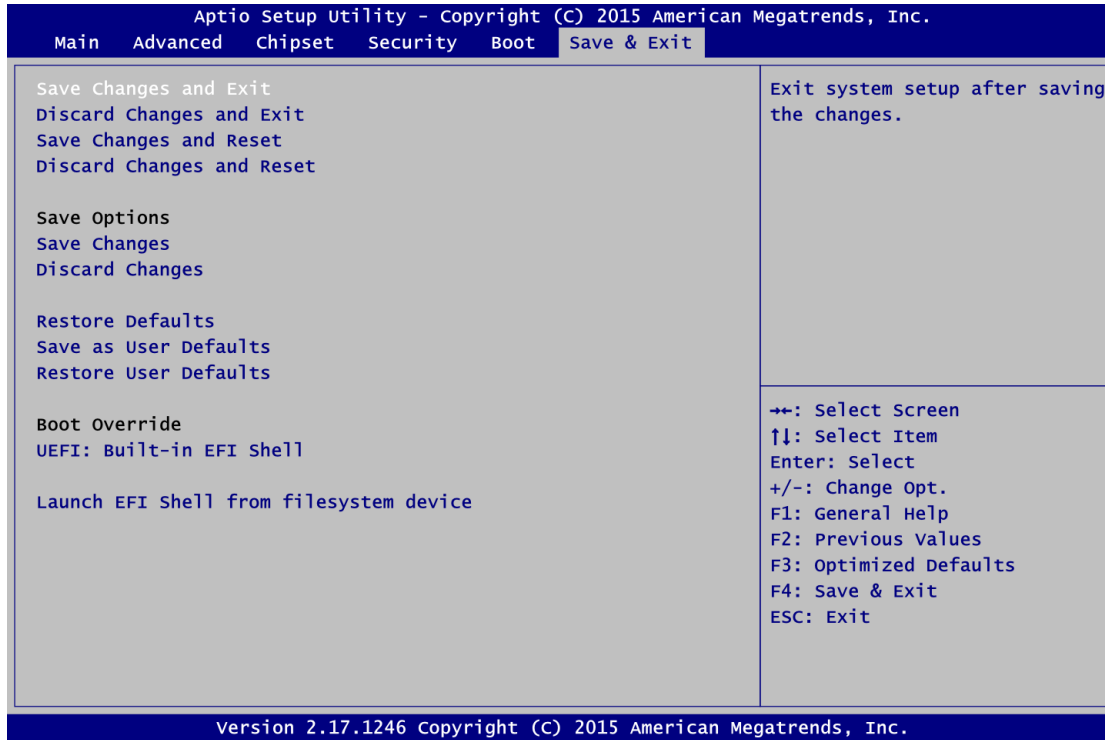 Aptio Setup Utility - Copyright (C) 2015 American Megatrends, Inc.
Main Advanced Chipset Security Boot Save & Exit
Save Changes and Exit
Discard Changes and Exit
Save Changes and Reset
Discard Changes and Reset
Save Options
Save Changes
Discard Changes
Restore Defaults
Save as User Defaults
Restore User Defaults
Boot Override
UEFI: Built-in EFI Shell
Launch EFI Shell from filesystem device
Exit system setup after saving
the changes.
→←: Select Screen
↑↓: Select Item
Enter: Select
+/-: Change Opt.
F1: General Help
F2: Previous Values
F3: Optimized Defaults
F4: Save & Exit
ESC: Exit
Version 2.17.1246 Copyright (C) 2015 American Megatrends, Inc.